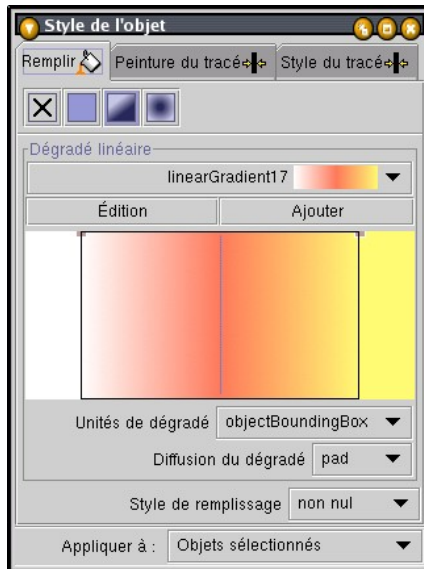 Style de l'objet
Remplir Peinture du tracé Style du tracé
Dégradé linéaire
linearGradient17
Édition Ajouter
Unités de dégradé objectBoundingBox
Diffusion du dégradé pad
Style de remplissage non nul
Appliquer à : Objets sélectionnés